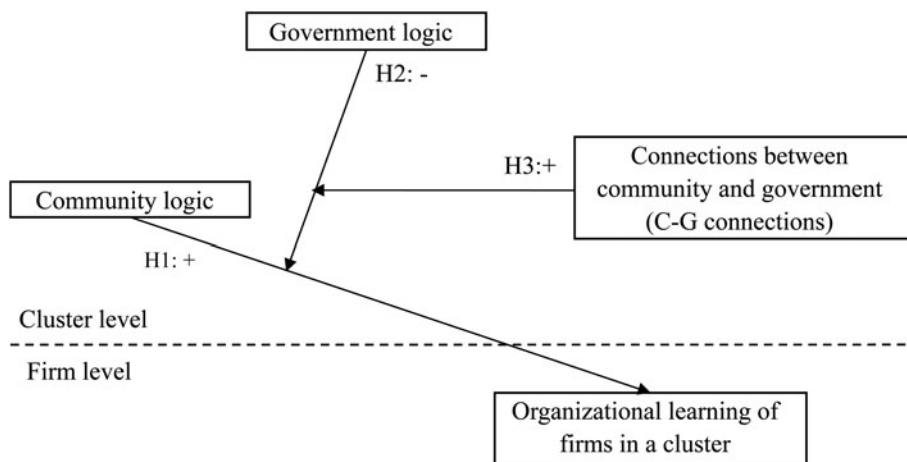 Government logic
H2: -
H3:+
Connections between
community and government
(C-G connections)
Community logic
H1: +
Cluster level
Firm level
Organizational learning of
firms in a cluster